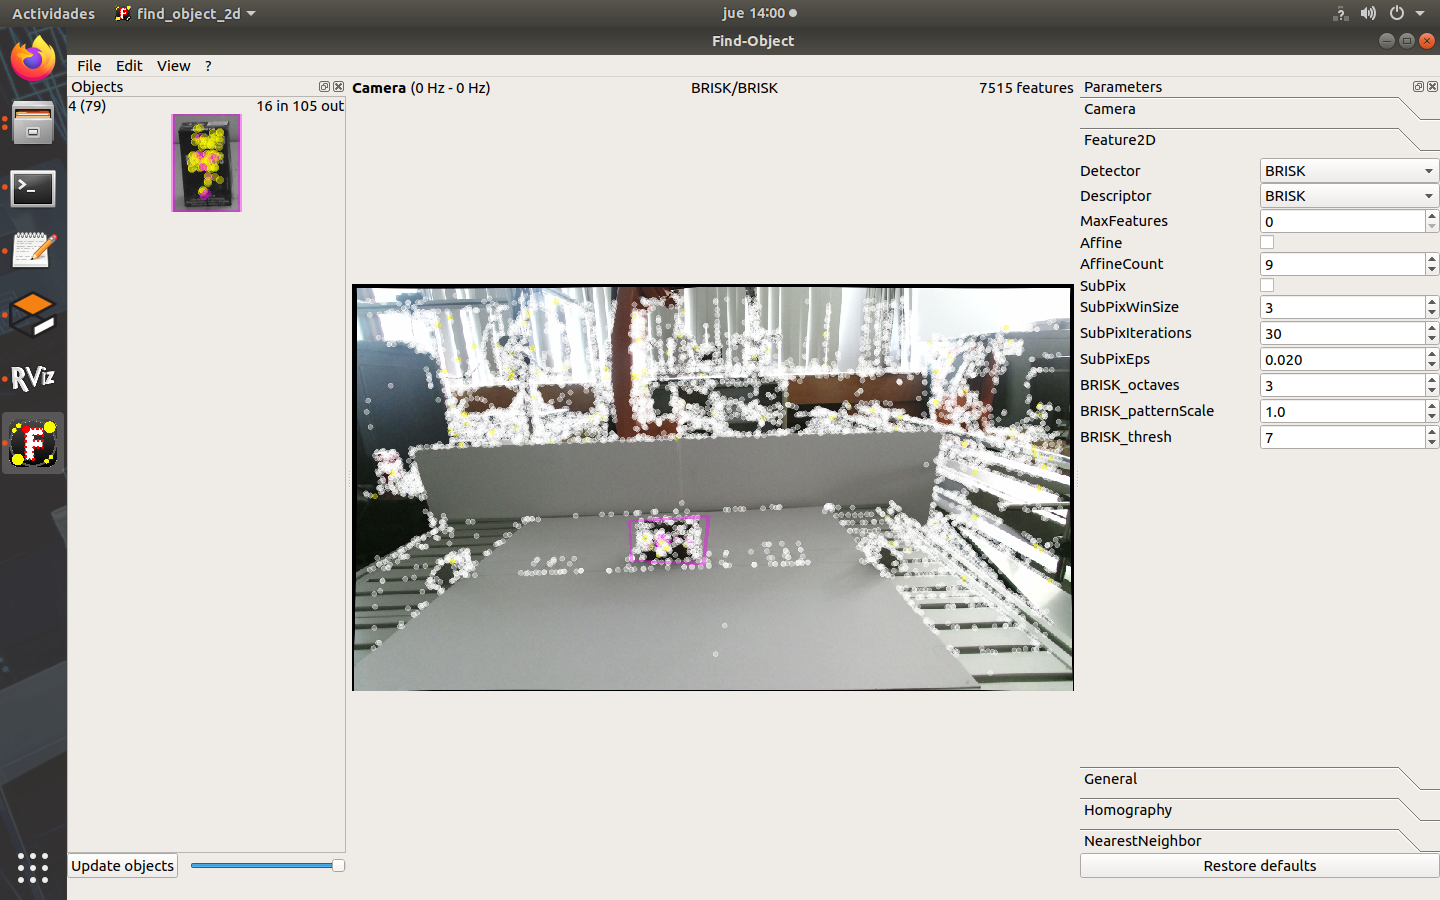 Actividades find_object_2d jue 14:00
Find-Object
File Edit View ?
Objects
4 (79) 16 in 105 out
Update objects
Camera (0 Hz - 0 Hz) BRISK/BRISK 7515 features
Parameters
Camera
Feature2D
Detector BRISK
Descriptor BRISK
MaxFeatures 0
Affine
AffineCount 9
SubPix
SubPixWinSize 3
SubPixIterations 30
SubPixEps 0.020
BRISK_octaves 3
BRISK_patternScale 1.0
BRISK_thresh 7
General
Homography
NearestNeighbor
Restore defaults
RViz
F